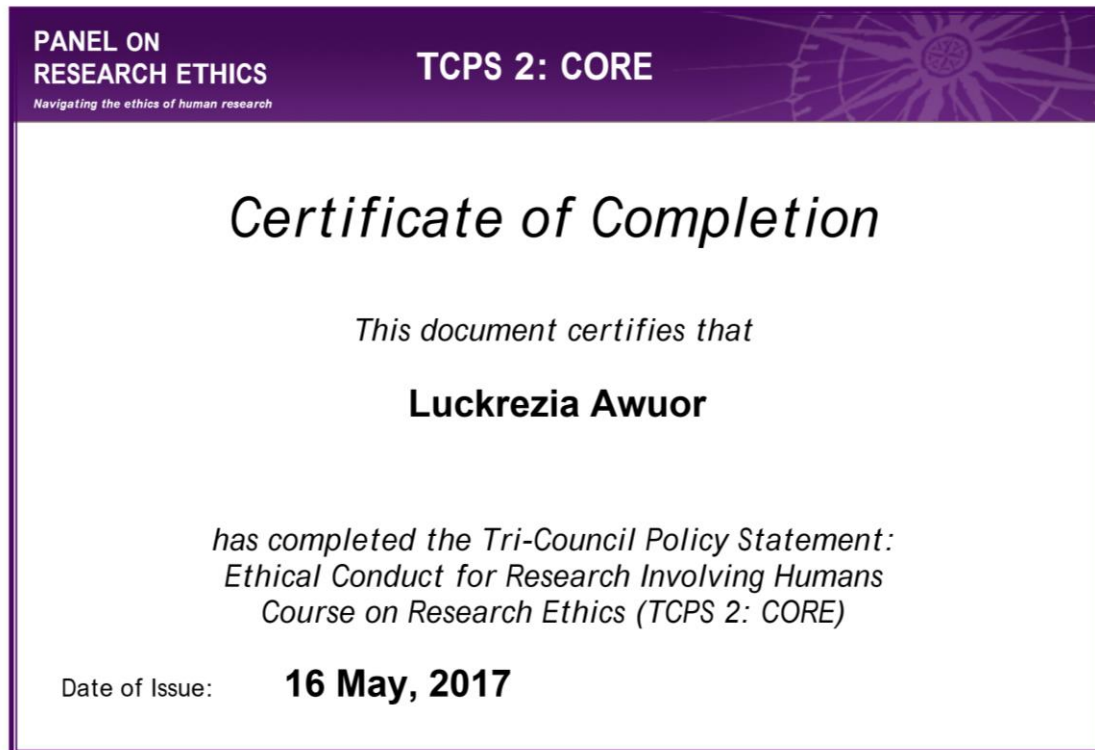 PANEL ON
RESEARCH ETHICS
Navigating the ethics of human research
TCPS 2: CORE
Certificate of Completion
This document certifies that
Luckrezia Awuor
has completed the Tri-Council Policy Statement:
Ethical Conduct for Research Involving Humans
Course on Research Ethics (TCPS 2: CORE)
Date of Issue: 16 May, 2017